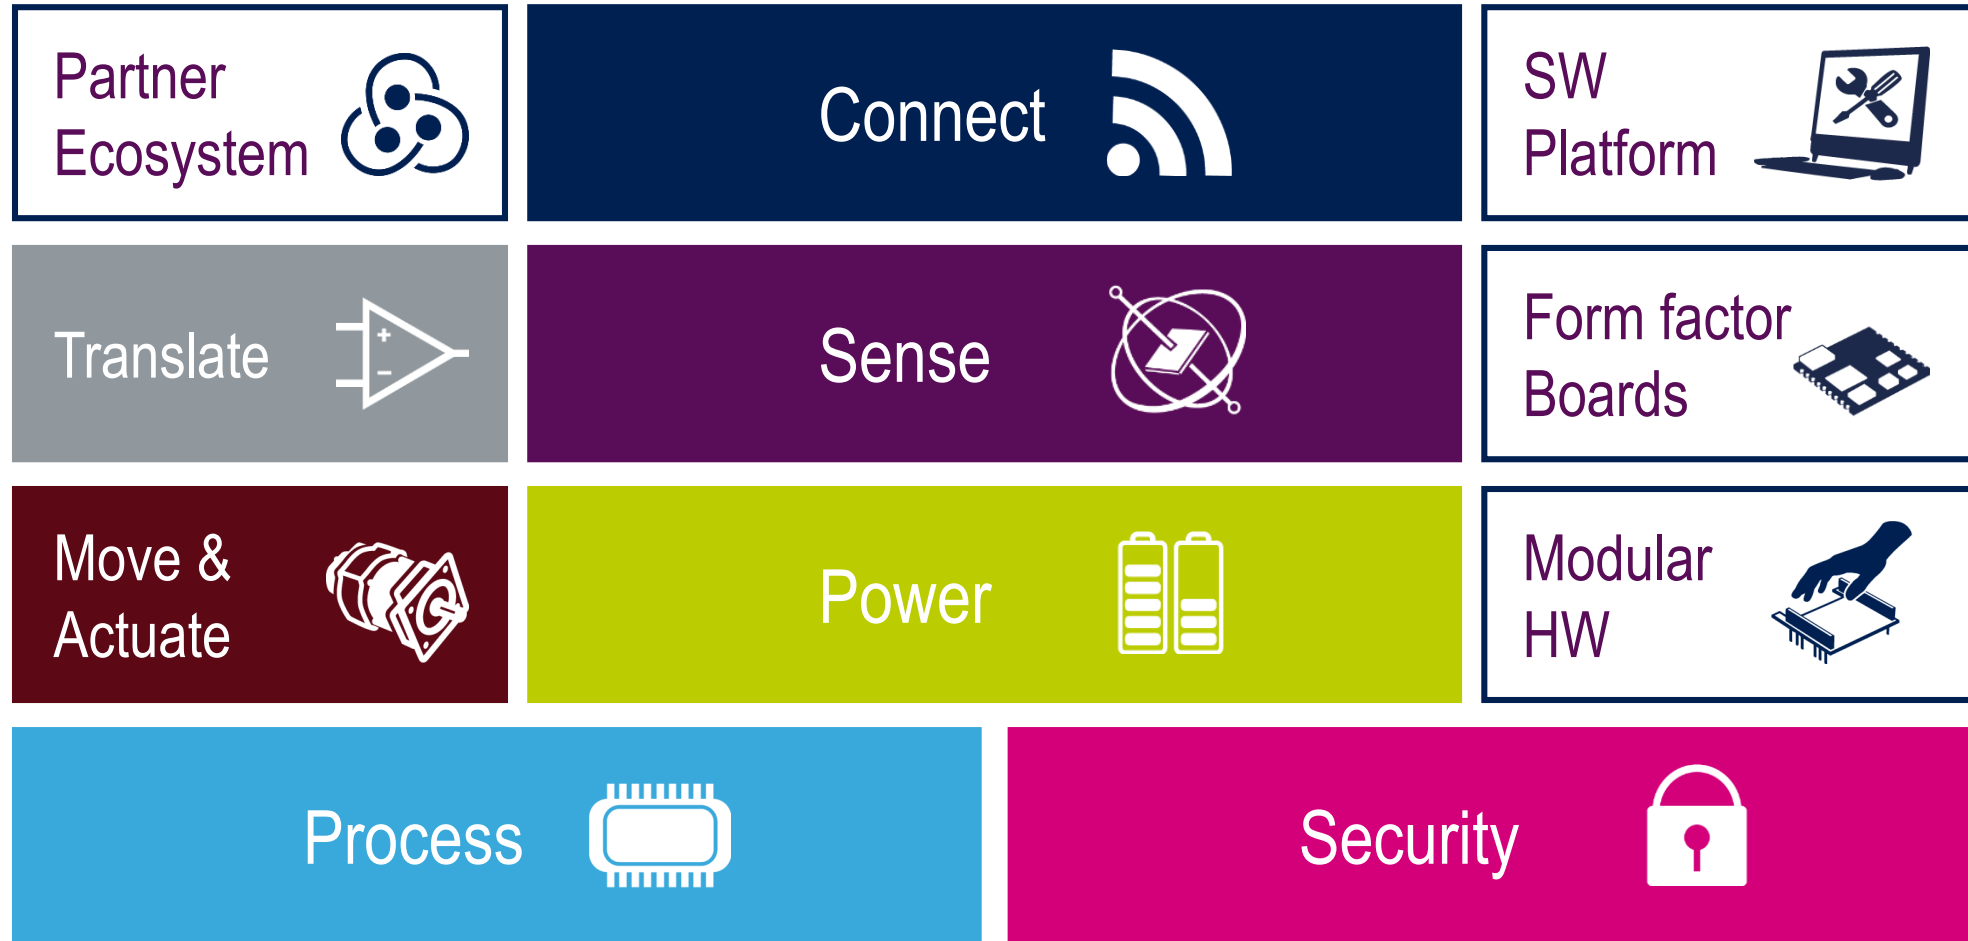 Partner
Ecosystem
Connect
SW
Platform
Translate
Sense
Form factor
Boards
Move &
Actuate
Power
Modular
HW
Process
Security